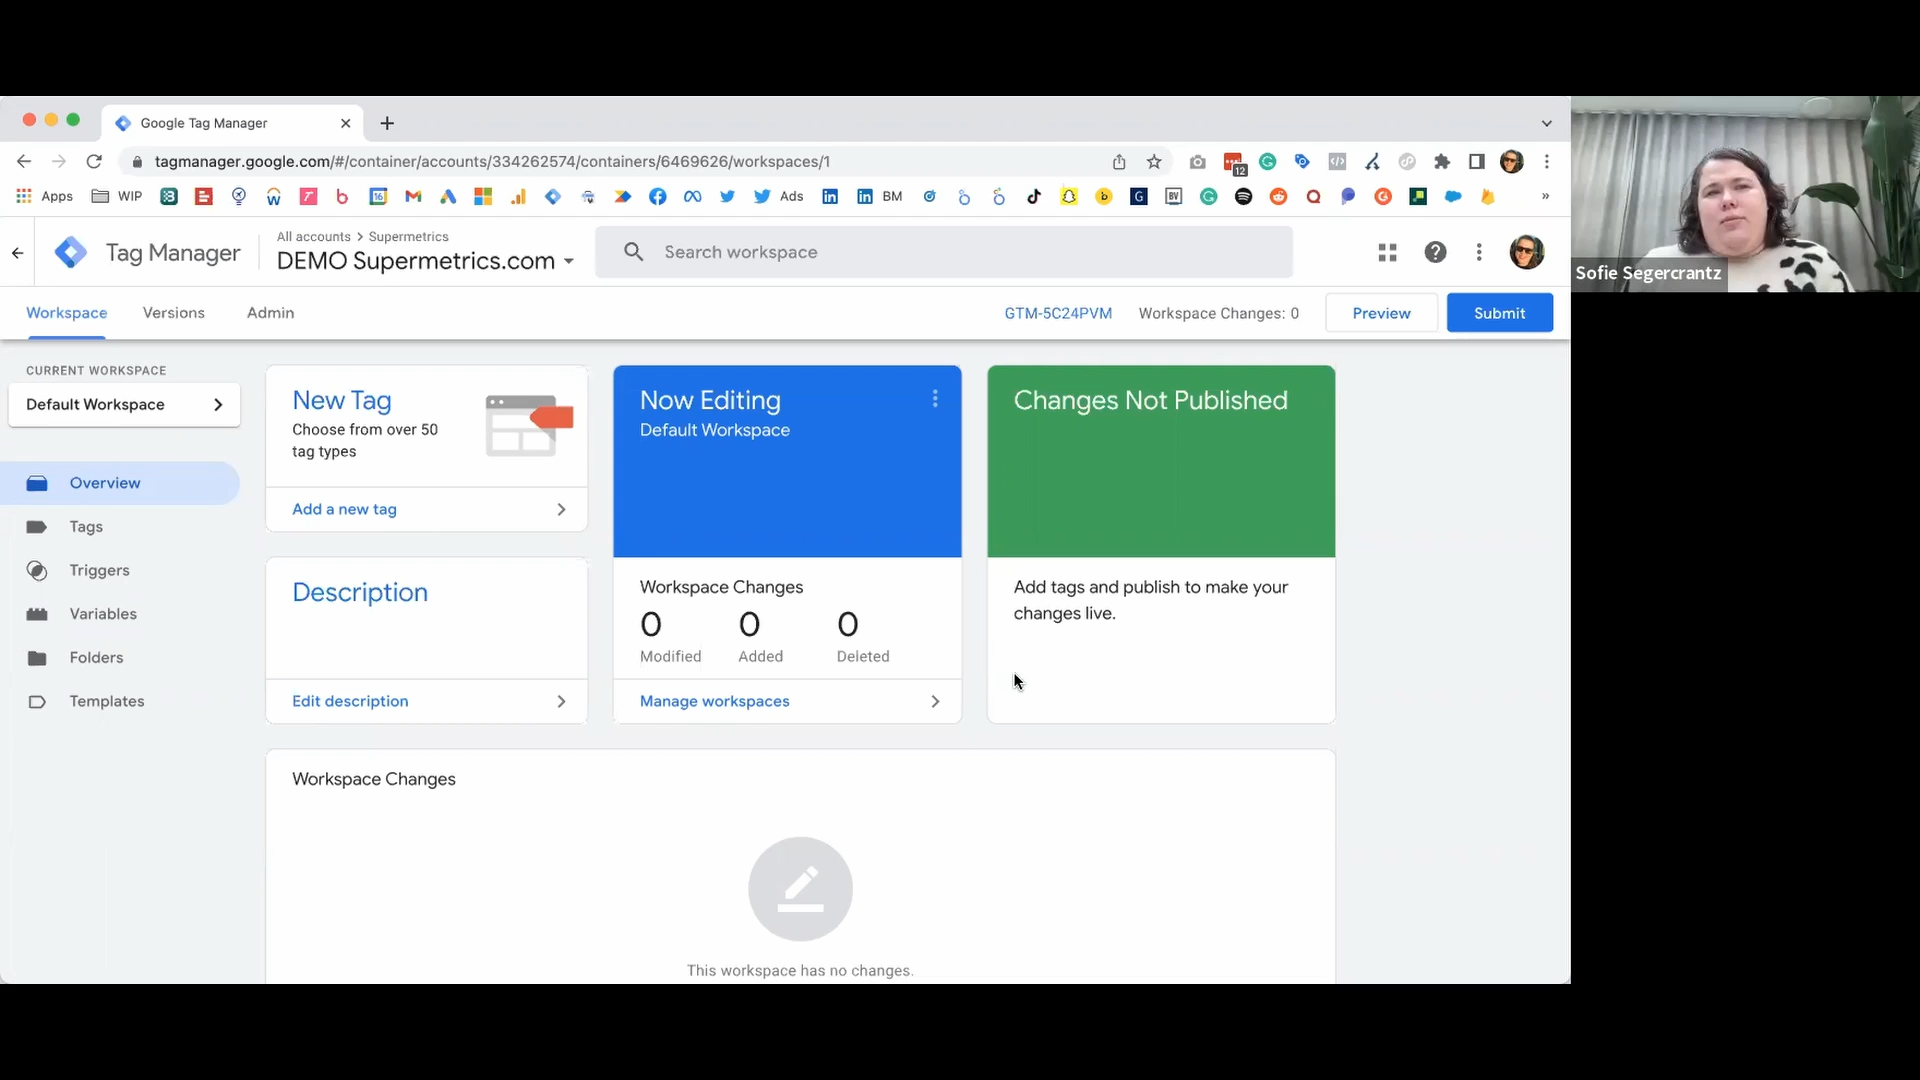 Google Tag Manager
tagmanager.google.com/#/container/accounts/334262574/containers/6469626/workspaces/1
12
Apps
WIP
16
Ads
BM
BV
Tag Manager
All accounts > Supermetrics
DEMO Supermetrics.com
Search workspace
Workspace
Versions
Admin
GTM-5C24PVM
Workspace Changes: 0
Preview
Submit
Sofie Segercrantz
CURRENT WORKSPACE
Default Workspace
Overview
Tags
Triggers
Variables
Folders
Templates
New Tag
Choose from over 50
tag types
Add a new tag
Description
Edit description
Now Editing
Default Workspace
Workspace Changes
0 0 0
Modified Added Deleted
Manage workspaces
Changes Not Published
Add tags and publish to make your
changes live.
Workspace Changes
This workspace has no changes.